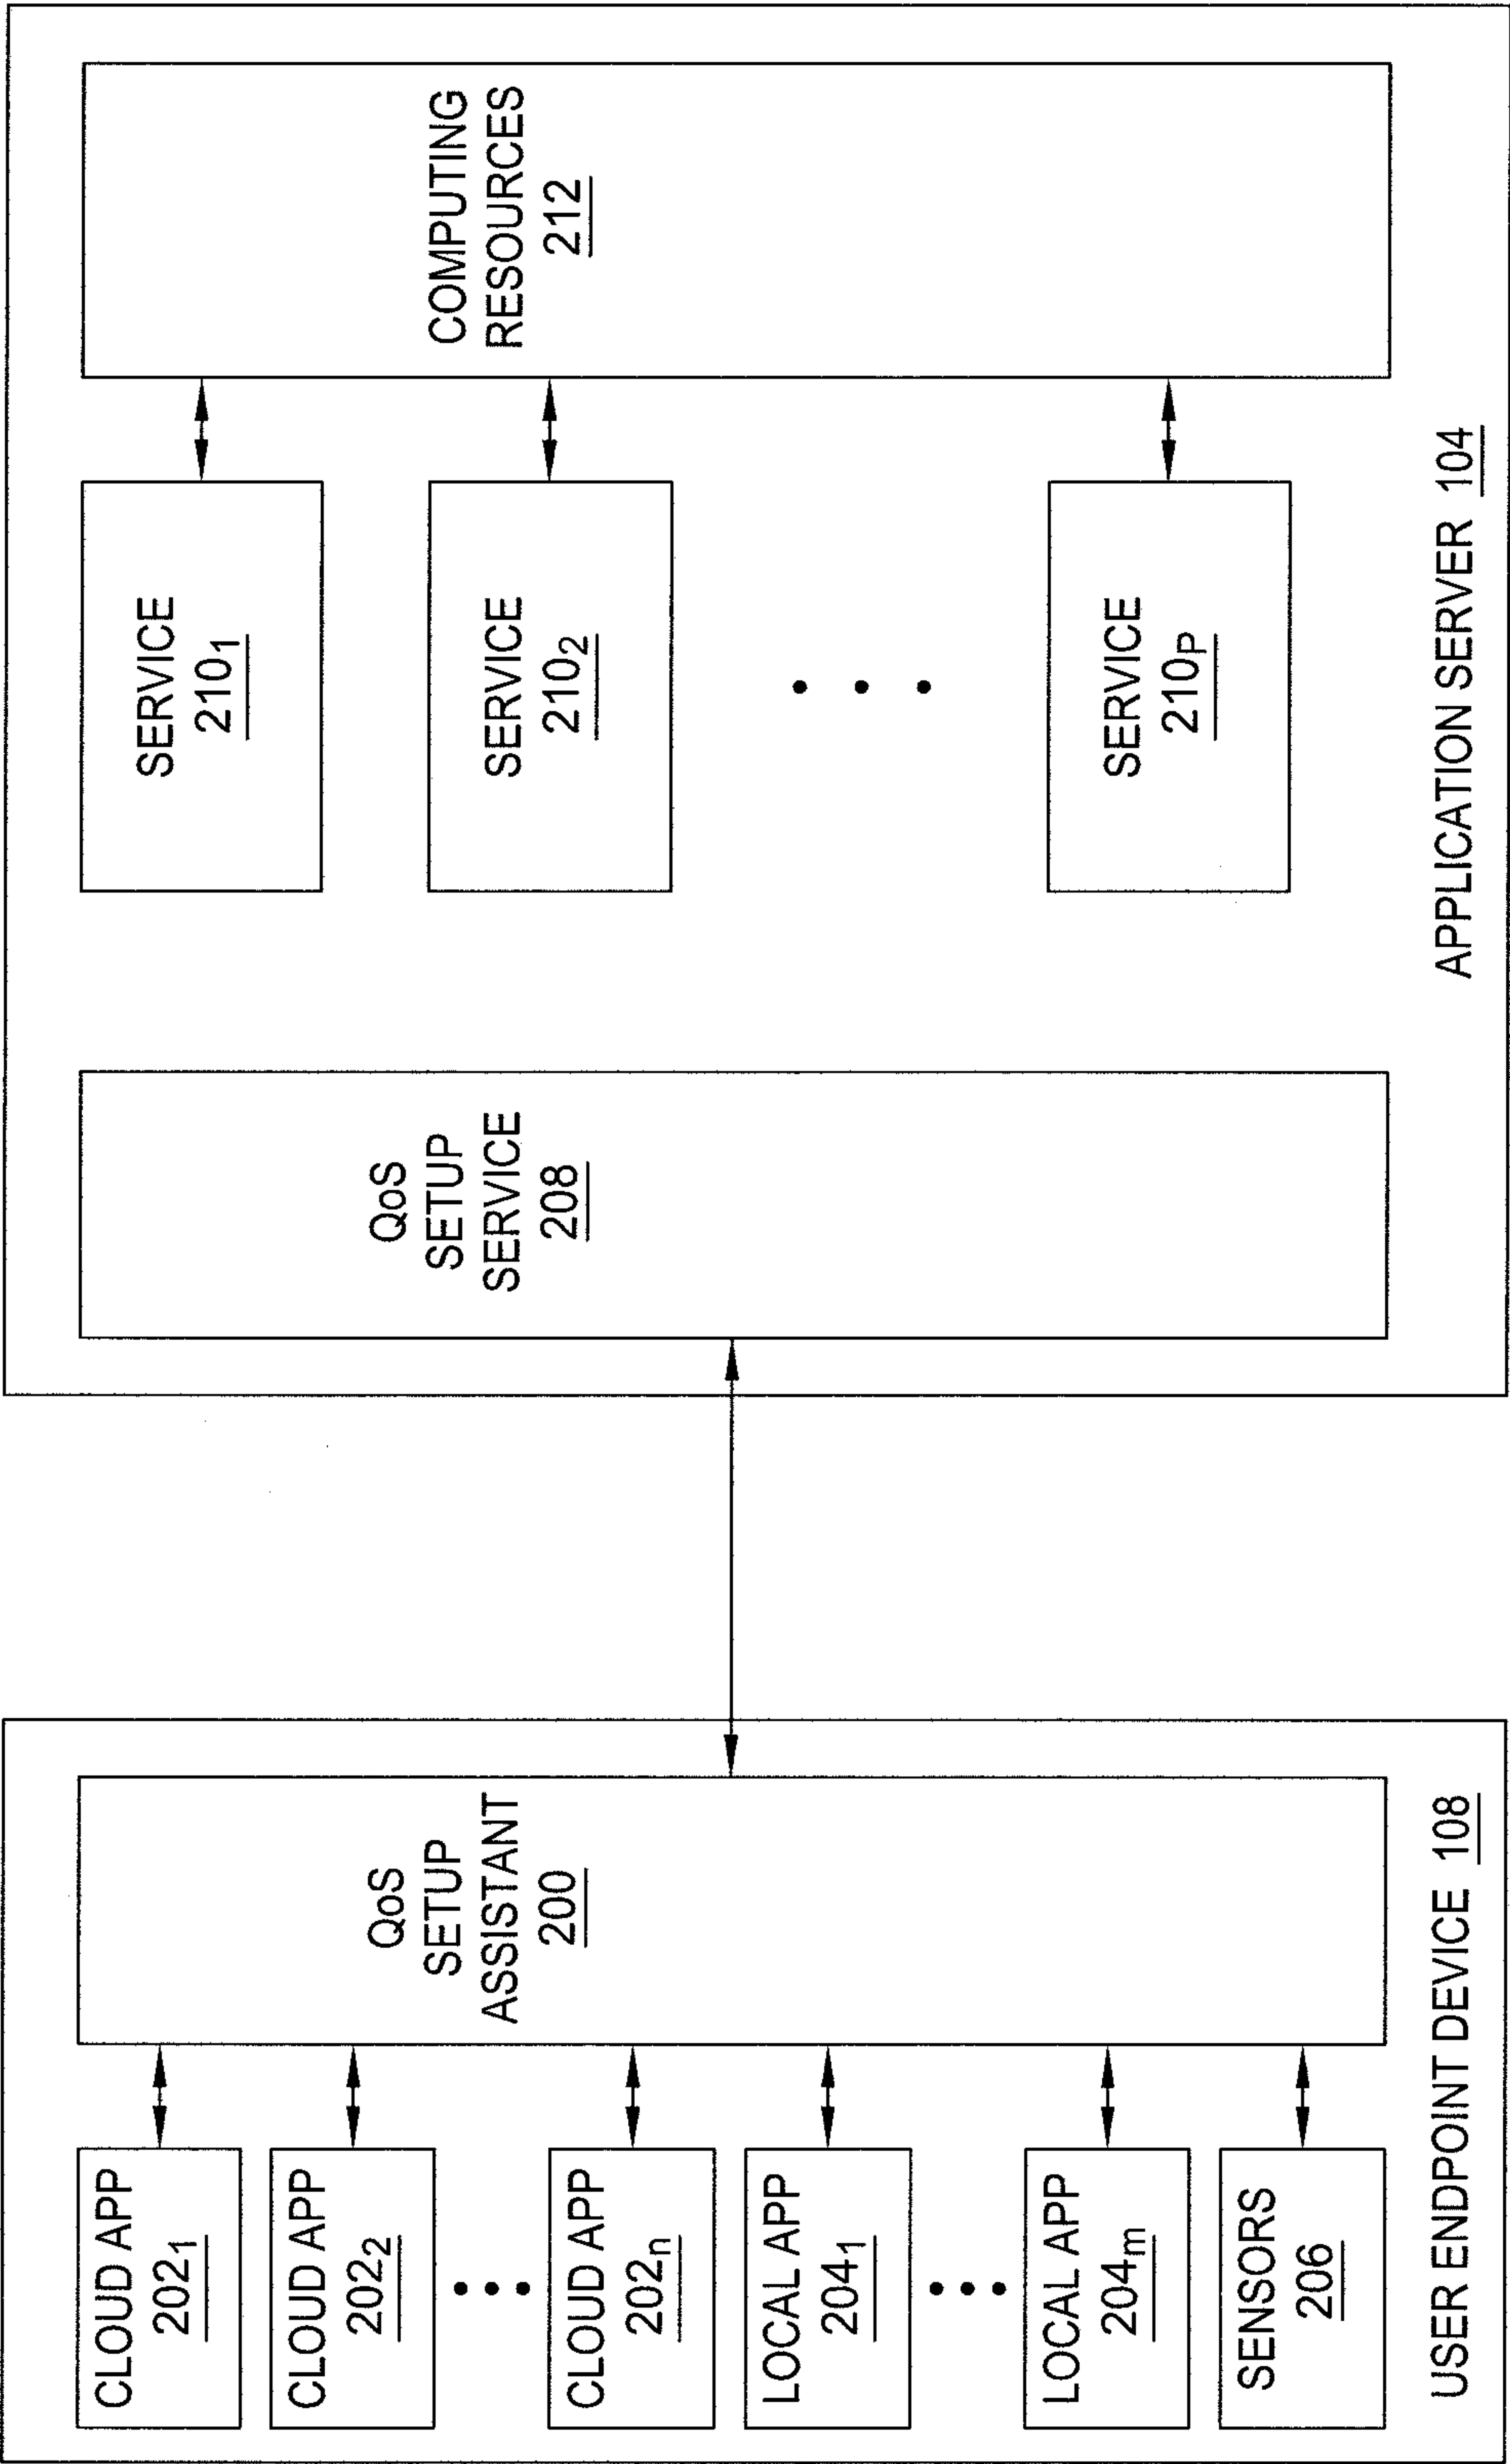 CLOUD APP
202₁
CLOUD APP
202₂
CLOUD APP
202ₙ
LOCAL APP
204₁
LOCAL APP
204ₘ
SENSORS
206
QoS
SETUP
ASSISTANT
200
USER ENDPOINT DEVICE 108
QoS
SETUP
SERVICE
208
SERVICE
210₁
SERVICE
210₂
SERVICE
210P
COMPUTING
RESOURCES
212
APPLICATION SERVER 104